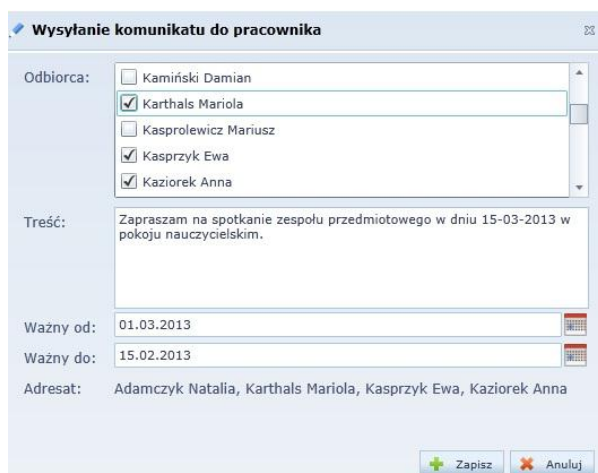 Wysyłanie komunikatu do pracownika
Odbiorca:
Kamiński Damian
Karthals Mariola
Kasprolewicz Mariusz
Kasprzyk Ewa
Kaziorek Anna
Treść:
Zapraszam na spotkanie zespołu przedmiotowego w dniu 15-03-2013 w
pokoju nauczycielskim.
Ważny od: 01.03.2013
Ważny do: 15.02.2013
Adresat: Adamczyk Natalia, Karthals Mariola, Kasprzyk Ewa, Kaziorek Anna
Zapisz Anuluj